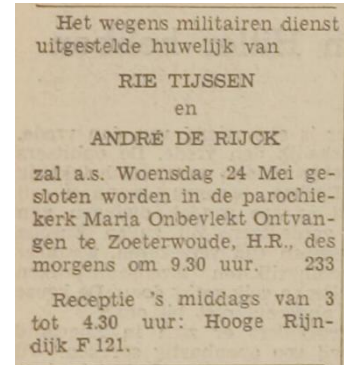 Het wegens militairen dienst
uitgestelde huwelijk van
RIE TIJSSEN
en
ANDRÉ DE RIJCK
zal a.s. Woensdag 24 Mei ge-
sloten worden in de parochie-
kerk Maria Onbevlekt Ontvan-
gen te Zoeterwoude, H.R., des
morgens om 9.30 uur. 233
Receptie 's middags van 3
tot 4.30 uur: Hooge Rijn-
dijk F 121.